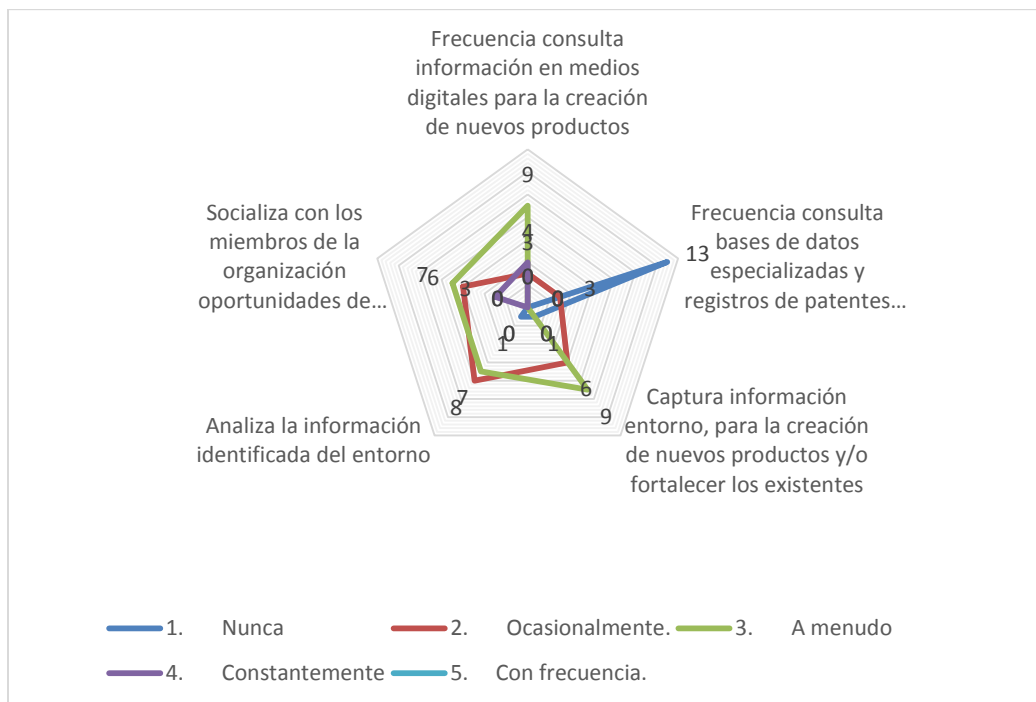 Frecuencia consulta
información en medios
digitales para la creación
de nuevos productos
9
4
3
0
Socializa con los
miembros de la
organización
oportunidades de...
7
6
3
0
Frecuencia consulta
bases de datos
especializadas y
registros de patentes...
13
3
0
0
1
0
1
6
9
7
8
Captura información
entorno, para la creación
de nuevos productos y/o
fortalecer los existentes
Analiza la información
identificada del entorno
1. Nunca
2. Ocasionalmente.
3. A menudo
4. Constantemente
5. Con frecuencia.